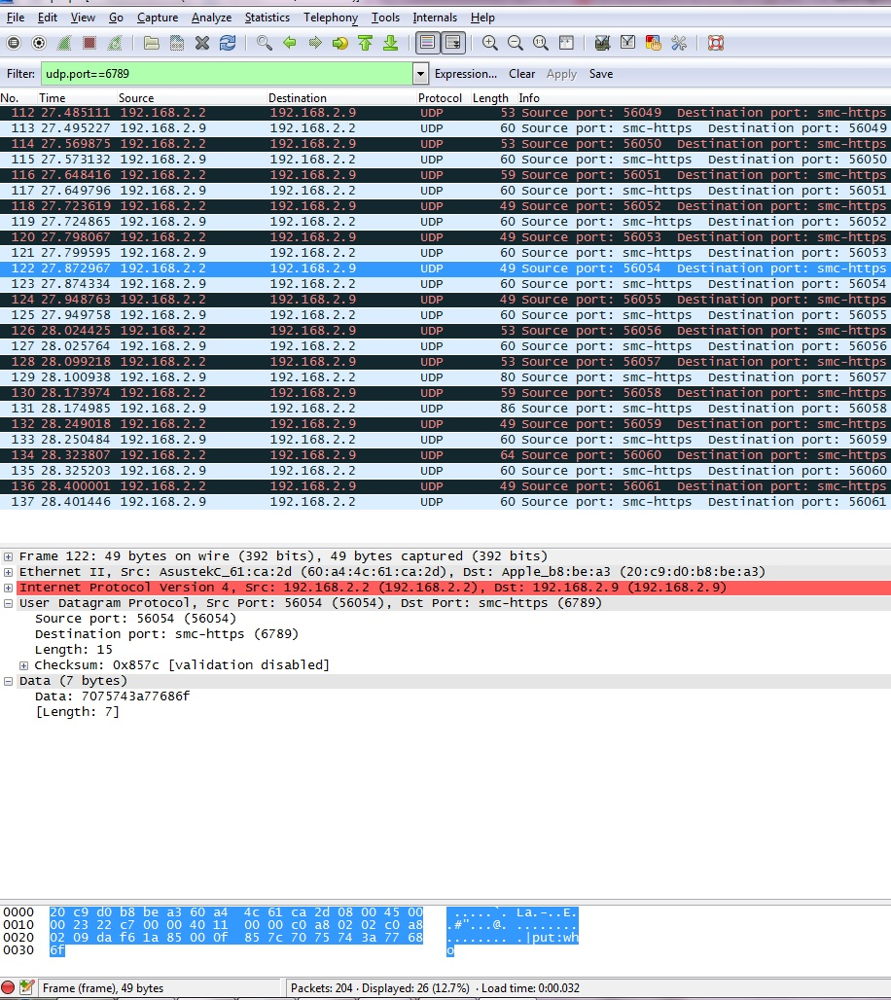 File Edit View Go Capture Analyze Statistics Telephony Tools Internals Help
Filter: udp.port==6789 Expression... Clear Apply Save
No. Time Source Destination Protocol Length Info
112 27.485111 192.168.2.2 192.168.2.9 UDP 53 Source port: 56049 Destination port: smc-https
113 27.495227 192.168.2.9 192.168.2.2 UDP 60 Source port: smc-https Destination port: 56049
114 27.569875 192.168.2.2 192.168.2.9 UDP 53 Source port: 56050 Destination port: smc-https
115 27.573132 192.168.2.9 192.168.2.2 UDP 60 Source port: smc-https Destination port: 56050
116 27.648416 192.168.2.2 192.168.2.9 UDP 59 Source port: 56051 Destination port: smc-https
117 27.649796 192.168.2.9 192.168.2.2 UDP 60 Source port: smc-https Destination port: 56051
118 27.723619 192.168.2.2 192.168.2.9 UDP 49 Source port: 56052 Destination port: smc-https
119 27.724865 192.168.2.9 192.168.2.2 UDP 60 Source port: smc-https Destination port: 56052
120 27.798067 192.168.2.2 192.168.2.9 UDP 49 Source port: 56053 Destination port: smc-https
121 27.799595 192.168.2.9 192.168.2.2 UDP 60 Source port: smc-https Destination port: 56053
122 27.872967 192.168.2.2 192.168.2.9 UDP 49 Source port: 56054 Destination port: smc-https
123 27.874334 192.168.2.9 192.168.2.2 UDP 60 Source port: smc-https Destination port: 56054
124 27.948763 192.168.2.2 192.168.2.9 UDP 49 Source port: 56055 Destination port: smc-https
125 27.949758 192.168.2.9 192.168.2.2 UDP 60 Source port: smc-https Destination port: 56055
126 28.024425 192.168.2.2 192.168.2.9 UDP 53 Source port: 56056 Destination port: smc-https
127 28.025764 192.168.2.9 192.168.2.2 UDP 60 Source port: smc-https Destination port: 56056
128 28.099218 192.168.2.2 192.168.2.9 UDP 53 Source port: 56057 Destination port: smc-https
129 28.100938 192.168.2.9 192.168.2.2 UDP 80 Source port: smc-https Destination port: 56057
130 28.173974 192.168.2.2 192.168.2.9 UDP 59 Source port: 56058 Destination port: smc-https
131 28.174985 192.168.2.9 192.168.2.2 UDP 86 Source port: smc-https Destination port: 56058
132 28.249018 192.168.2.2 192.168.2.9 UDP 49 Source port: 56059 Destination port: smc-https
133 28.250484 192.168.2.9 192.168.2.2 UDP 60 Source port: smc-https Destination port: 56059
134 28.323807 192.168.2.2 192.168.2.9 UDP 64 Source port: 56060 Destination port: smc-https
135 28.325203 192.168.2.9 192.168.2.2 UDP 60 Source port: smc-https Destination port: 56060
136 28.400001 192.168.2.2 192.168.2.9 UDP 49 Source port: 56061 Destination port: smc-https
137 28.401446 192.168.2.9 192.168.2.2 UDP 60 Source port: smc-https Destination port: 56061
Frame 122: 49 bytes on wire (392 bits), 49 bytes captured (392 bits)
Ethernet II, Src: AsustekC_61:ca:2d (60:a4:4c:61:ca:2d), Dst: Apple_b8:be:a3 (20:c9:d0:b8:be:a3)
Internet Protocol Version 4, Src: 192.168.2.2 (192.168.2.2), Dst: 192.168.2.9 (192.168.2.9)
User Datagram Protocol, Src Port: 56054 (56054), Dst Port: smc-https (6789)
Source port: 56054 (56054)
Destination port: smc-https (6789)
Length: 15
Checksum: 0x857c [validation disabled]
Data (7 bytes)
Data: 7075743a77686f
[Length: 7]
0000 20 c9 d0 b8 be a3 60 a4 4c 61 ca 2d 08 00 45 00 .....`. La.-..E.
0010 00 23 22 c7 00 00 40 11 00 00 c0 a8 02 02 c0 a8 .#"...@. ........
0020 02 09 da f6 1a 85 00 0f 85 7c 70 75 74 3a 77 68 ........ .|put:wh
0030 6f o
Frame (frame), 49 bytes Packets: 204 · Displayed: 26 (12.7%) · Load time: 0:00.032